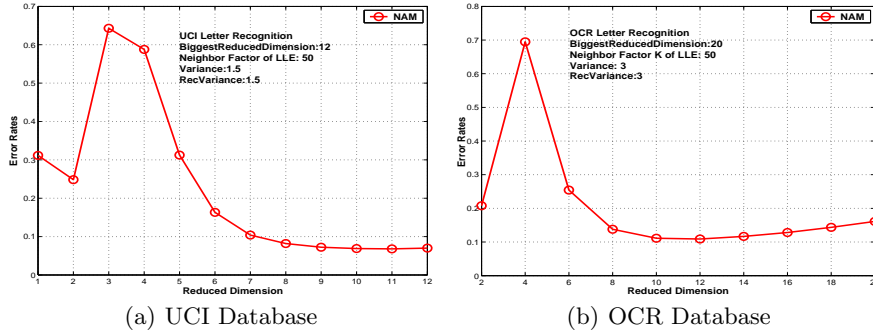 NAM
UCI Letter Recognition
BiggestReducedDimension:12
Neighbor Factor of LLE: 50
Variance:1.5
RecVariance:1.5
Error Rates
0.7
0.6
0.5
0.4
0.3
0.2
0.1
0
1 2 3 4 5 6 7 8 9 10 11 12
Reduced Dimension
(a) UCI Database
NAM
OCR Letter Recognition
BiggestReducedDimension:20
Neighbor Factor K of LLE: 50
Variance: 3
RecVariance:3
Error Rates
0.8
0.7
0.6
0.5
0.4
0.3
0.2
0.1
0
2 4 6 8 10 12 14 16 18 2
Reduced Dimension
(b) OCR Database